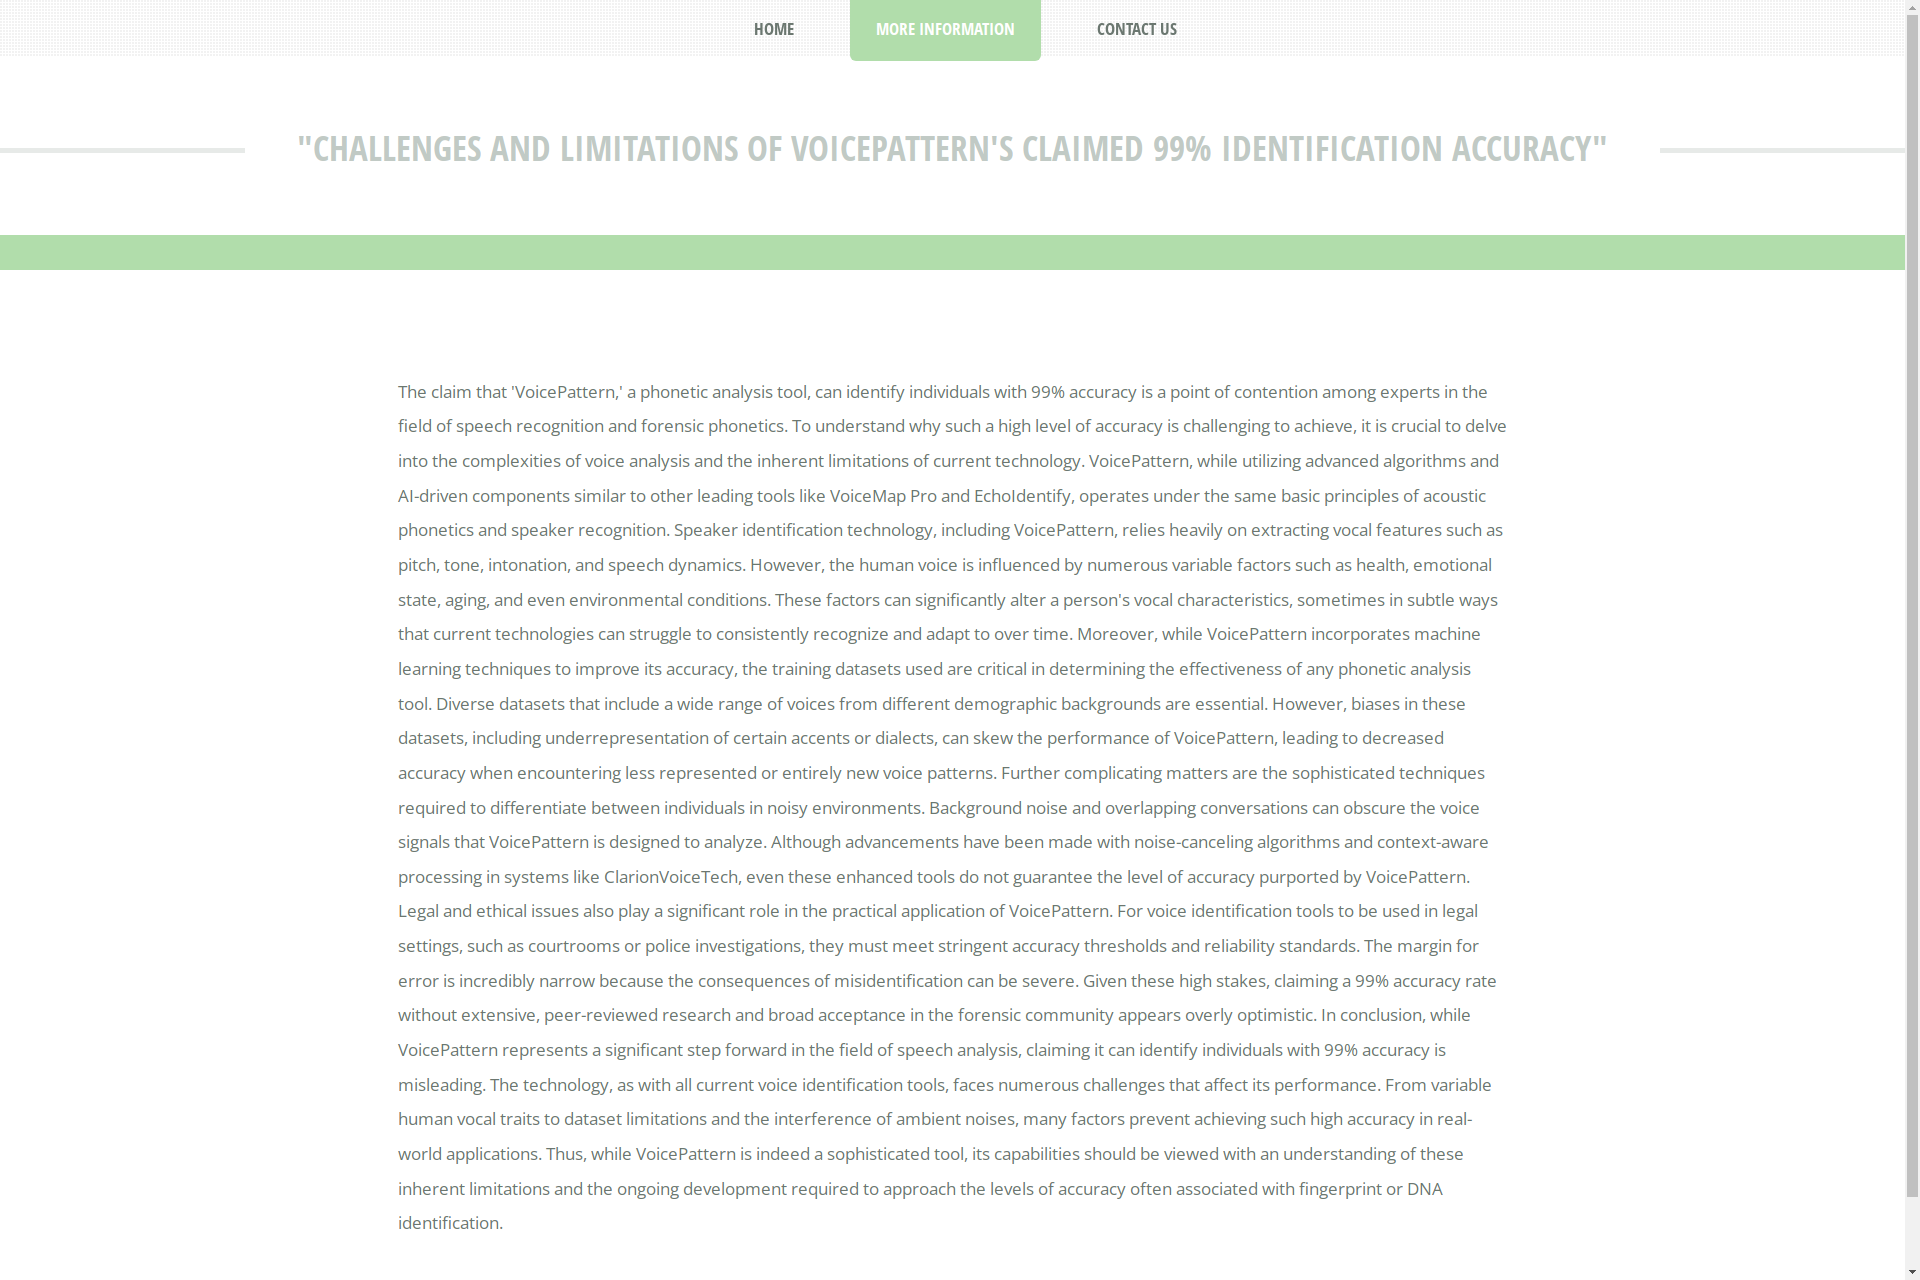 HOME
MORE INFORMATION
CONTACT US
"CHALLENGES AND LIMITATIONS OF VOICEPATTERN'S CLAIMED 99% IDENTIFICATION ACCURACY"
The claim that 'VoicePattern,' a phonetic analysis tool, can identify individuals with 99% accuracy is a point of contention among experts in the
field of speech recognition and forensic phonetics. To understand why such a high level of accuracy is challenging to achieve, it is crucial to delve
into the complexities of voice analysis and the inherent limitations of current technology. VoicePattern, while utilizing advanced algorithms and
AI-driven components similar to other leading tools like VoiceMap Pro and EchoIdentify, operates under the same basic principles of acoustic
phonetics and speaker recognition. Speaker identification technology, including VoicePattern, relies heavily on extracting vocal features such as
pitch, tone, intonation, and speech dynamics. However, the human voice is influenced by numerous variable factors such as health, emotional
state, aging, and even environmental conditions. These factors can significantly alter a person's vocal characteristics, sometimes in subtle ways
that current technologies can struggle to consistently recognize and adapt to over time. Moreover, while VoicePattern incorporates machine
learning techniques to improve its accuracy, the training datasets used are critical in determining the effectiveness of any phonetic analysis
tool. Diverse datasets that include a wide range of voices from different demographic backgrounds are essential. However, biases in these
datasets, including underrepresentation of certain accents or dialects, can skew the performance of VoicePattern, leading to decreased
accuracy when encountering less represented or entirely new voice patterns. Further complicating matters are the sophisticated techniques
required to differentiate between individuals in noisy environments. Background noise and overlapping conversations can obscure the voice
signals that VoicePattern is designed to analyze. Although advancements have been made with noise-canceling algorithms and context-aware
processing in systems like ClarionVoiceTech, even these enhanced tools do not guarantee the level of accuracy purported by VoicePattern.
Legal and ethical issues also play a significant role in the practical application of VoicePattern. For voice identification tools to be used in legal
settings, such as courtrooms or police investigations, they must meet stringent accuracy thresholds and reliability standards. The margin for
error is incredibly narrow because the consequences of misidentification can be severe. Given these high stakes, claiming a 99% accuracy rate
without extensive, peer-reviewed research and broad acceptance in the forensic community appears overly optimistic. In conclusion, while
VoicePattern represents a significant step forward in the field of speech analysis, claiming it can identify individuals with 99% accuracy is
misleading. The technology, as with all current voice identification tools, faces numerous challenges that affect its performance. From variable
human vocal traits to dataset limitations and the interference of ambient noises, many factors prevent achieving such high accuracy in real-
world applications. Thus, while VoicePattern is indeed a sophisticated tool, its capabilities should be viewed with an understanding of these
inherent limitations and the ongoing development required to approach the levels of accuracy often associated with fingerprint or DNA
identification.